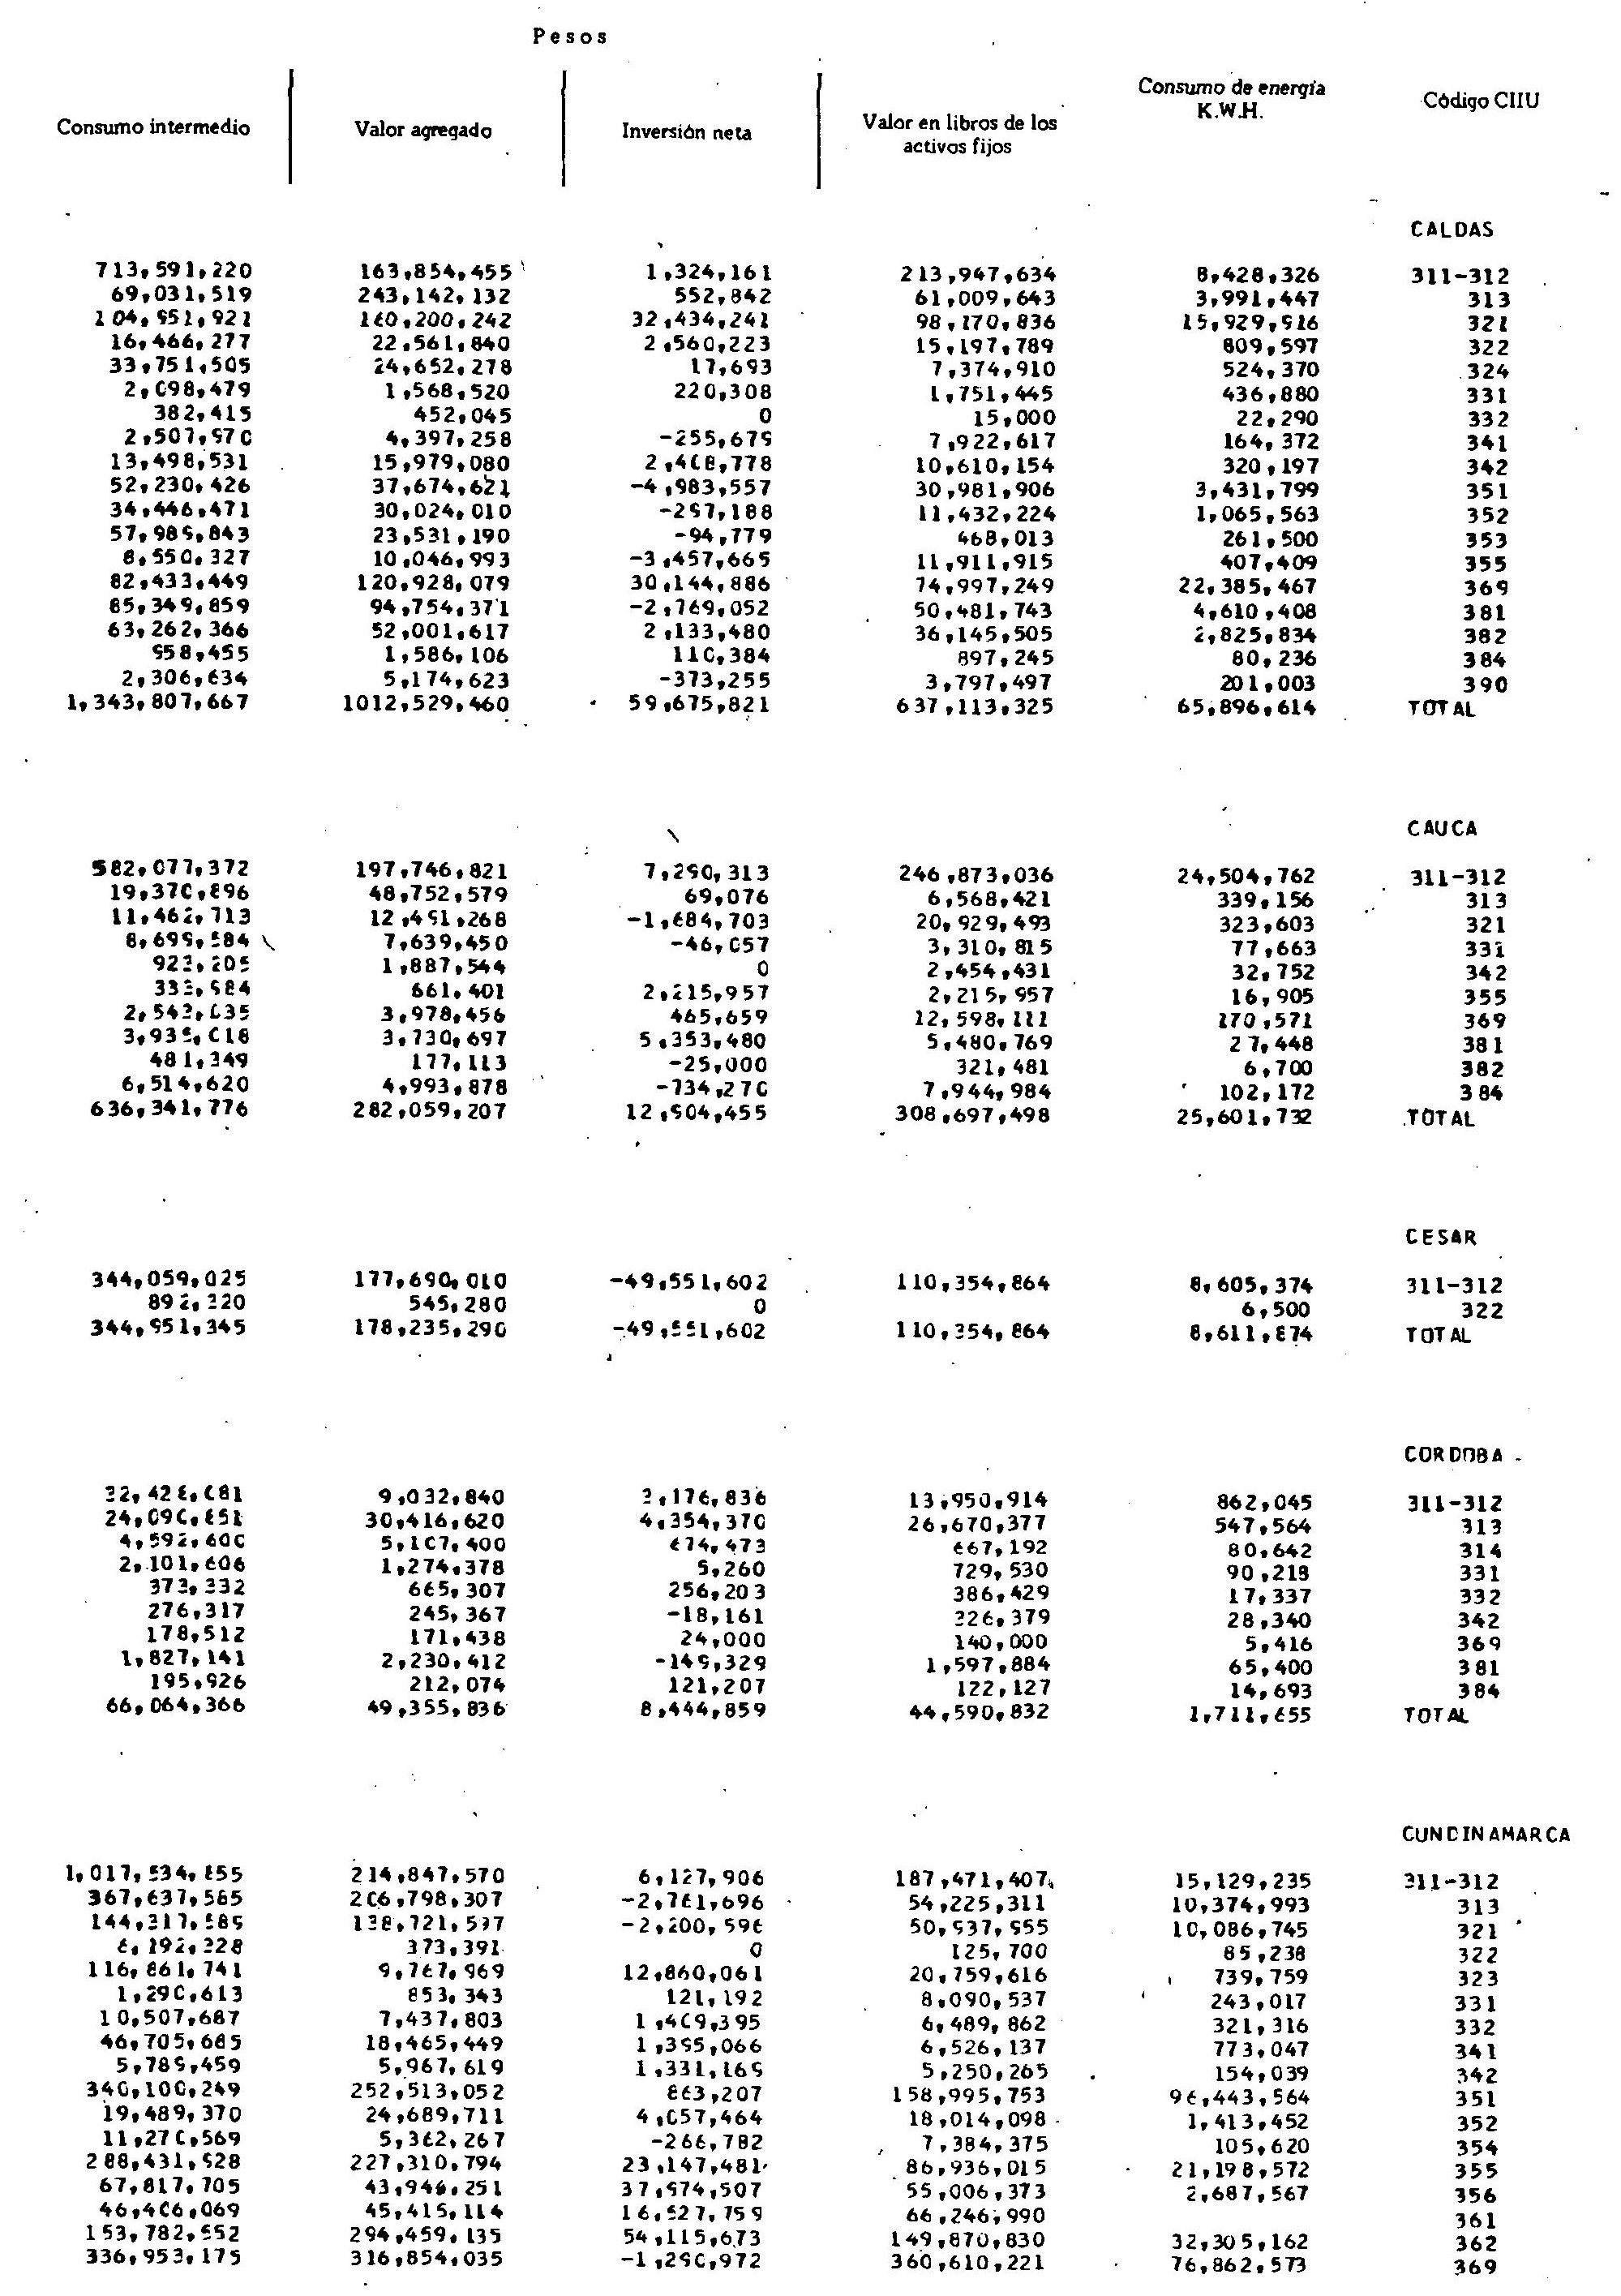 Pesos
Consumo intermedio Valor agregado Inversión neta Valor en libros de los activos fijos Consumo de energía K.W.H. Código CIIU
CALDAS
713,591,220 163,854,455 1,324,161 213,947,634 8,428,326 311-312
69,031,519 243,142,132 552,842 61,009,643 3,991,447 313
104,951,921 160,200,242 32,434,241 98,170,836 15,929,916 321
16,466,277 22,561,840 2,560,223 15,197,789 809,597 322
33,751,505 24,652,278 17,693 7,374,910 524,370 324
2,098,479 1,568,520 220,308 1,751,445 436,880 331
382,415 452,045 0 15,000 22,290 332
2,507,970 4,397,258 -255,679 7,922,617 164,372 341
13,498,531 15,979,080 2,408,778 10,610,154 320,197 342
52,230,426 37,674,621 -4,983,557 30,981,906 3,431,799 351
34,446,471 30,024,010 -297,188 11,432,224 1,065,563 352
57,985,843 23,531,190 -94,779 468,013 261,500 353
8,550,327 10,046,993 -3,457,665 11,911,915 407,409 355
82,433,449 120,928,079 30,144,886 74,997,249 22,385,467 369
85,349,859 94,754,371 -2,769,052 50,481,743 4,610,408 381
63,262,366 52,001,617 2,133,480 36,145,505 2,825,834 382
958,455 1,586,106 110,384 897,245 80,236 384
2,306,634 5,174,623 -373,255 3,797,497 201,003 390
1,343,807,667 1012,529,460 59,675,821 637,113,325 65,896,614 TOTAL
CAUCA
582,077,372 197,746,821 7,290,313 246,873,036 24,504,762 311-312
19,370,896 48,752,579 69,076 6,568,421 339,156 313
11,462,713 12,491,268 -1,684,703 20,929,493 323,603 321
8,699,984 7,639,450 -46,057 3,310,815 77,663 331
923,205 1,887,544 0 2,454,431 32,752 342
333,984 661,401 2,215,957 2,215,957 16,905 355
2,542,635 3,978,456 465,659 12,598,111 170,571 369
3,935,018 3,730,697 5,353,480 5,480,769 27,448 381
481,349 177,113 -25,000 321,481 6,700 382
6,514,620 4,993,878 -734,270 7,944,984 102,172 384
636,341,776 282,059,207 12,904,455 308,697,498 25,601,732 TOTAL
CESAR
344,059,025 177,690,010 -49,551,602 110,354,864 8,605,374 311-312
892,320 545,280 0 6,500 322
344,951,345 178,235,290 -49,551,602 110,354,864 8,611,874 TOTAL
CORDOBA
32,428,081 9,032,840 3,176,836 13,950,914 862,045 311-312
24,090,851 30,416,620 4,354,370 26,670,377 547,564 313
4,592,600 5,107,400 674,473 667,192 80,642 314
2,101,606 1,274,378 5,260 729,530 90,218 331
373,332 665,307 256,203 386,429 17,337 332
276,317 245,367 -18,161 326,379 28,340 342
178,512 171,438 24,000 140,000 5,416 369
1,827,141 2,230,412 -149,329 1,597,884 65,400 381
195,926 212,074 121,207 122,127 14,693 384
66,064,366 49,355,836 8,444,859 44,590,832 1,711,655 TOTAL
CUNDINAMARCA
1,017,534,855 214,847,570 6,127,906 187,471,407 15,129,235 311-312
367,637,565 206,798,307 -2,761,696 54,225,311 10,374,993 313
144,317,589 138,721,597 -2,200,596 50,537,955 10,086,745 321
6,192,328 373,391 0 125,700 85,238 322
116,861,741 9,767,969 12,860,061 20,759,616 739,759 323
1,290,613 853,343 121,192 8,090,537 243,017 331
10,507,687 7,437,803 1,409,395 6,489,862 321,316 332
46,705,685 18,465,449 1,395,066 6,526,137 773,047 341
5,789,459 5,967,619 1,331,169 5,250,265 154,039 342
340,100,249 252,513,052 863,207 158,995,753 96,443,564 351
19,489,370 24,689,711 4,057,464 18,014,098 1,413,452 352
11,270,569 5,362,267 -266,782 7,384,375 105,620 354
288,431,928 227,310,794 23,147,481 86,936,015 21,198,572 355
67,817,705 43,946,251 37,974,507 55,006,373 2,687,567 356
46,406,069 45,415,114 16,527,759 66,246,990 361
153,782,552 294,459,135 54,115,673 149,870,830 32,305,162 362
336,953,175 316,854,035 -1,290,972 360,610,221 76,862,573 369